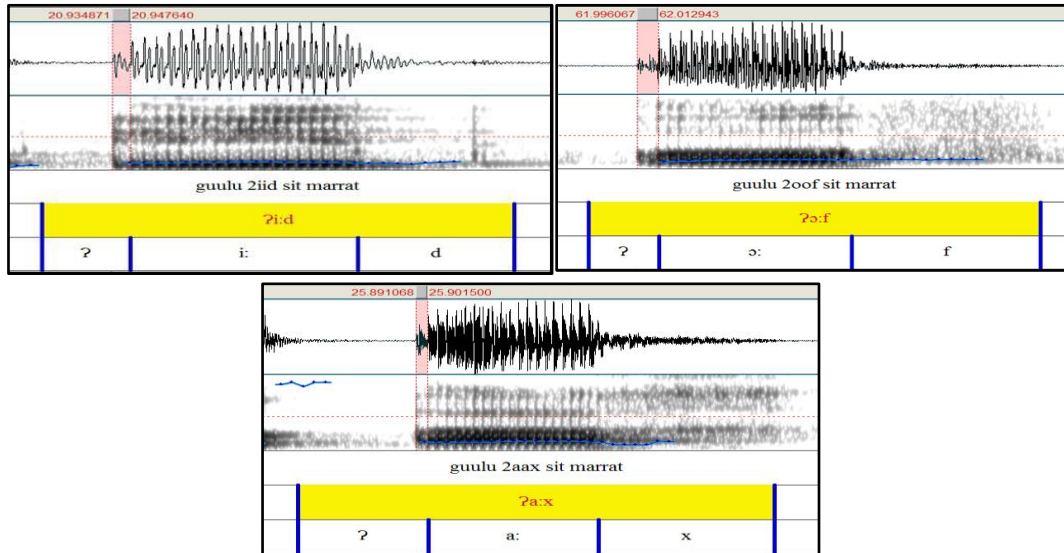 20.934871 20.947640
guulu 2iid sit marrat
ʔi:d
ʔ i: d
61.996067 62.012943
guulu 2oof sit marrat
ʔɔ:f
ʔ ɔ: f
25.891068 25.901500
guulu 2aax sit marrat
ʔa:x
ʔ a: x